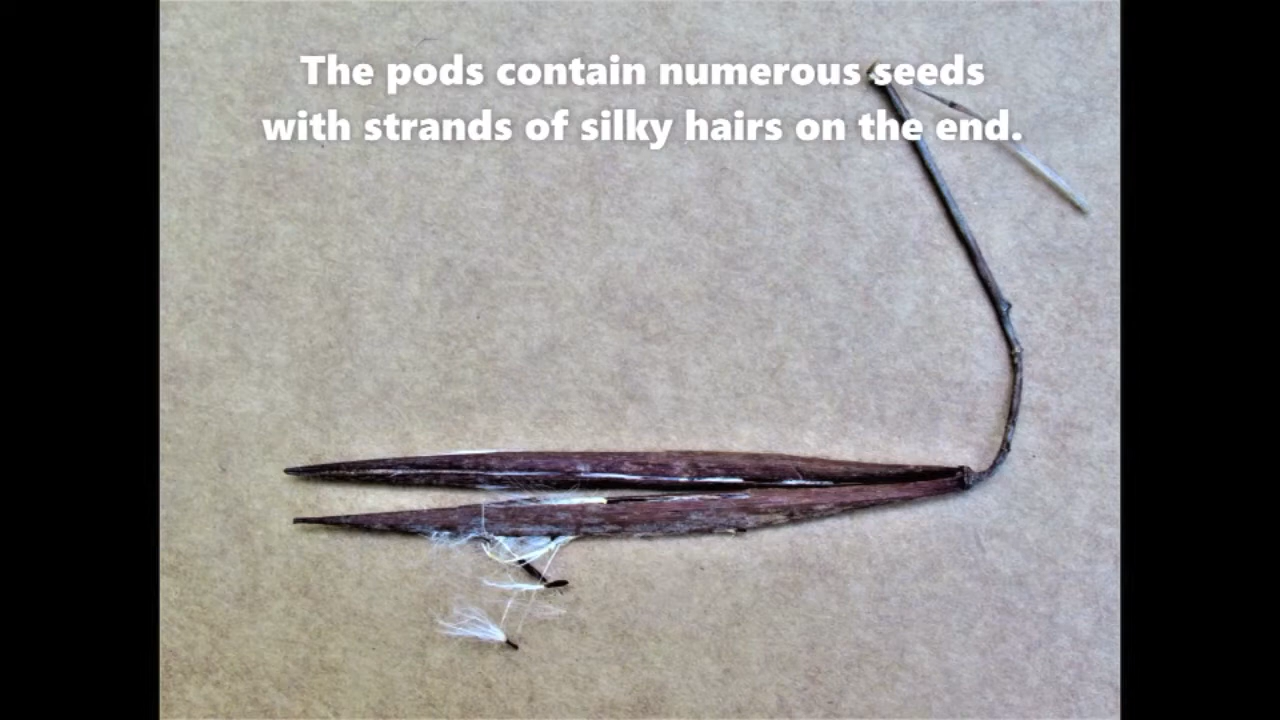 The pods contain numerous seeds
with strands of silky hairs on the end.